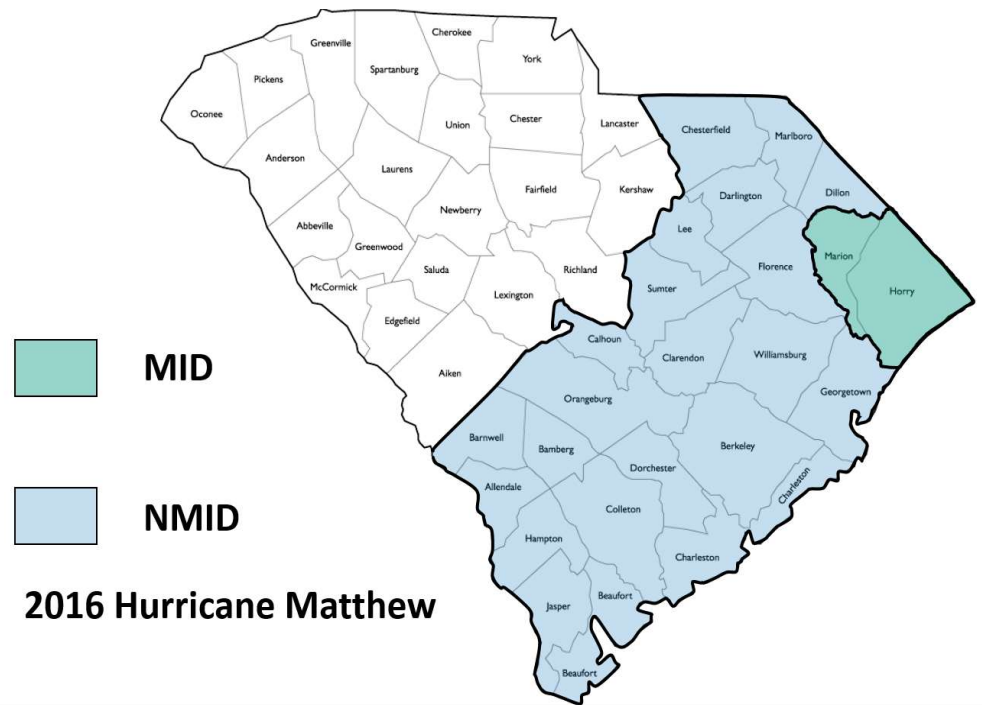 Cherokee
Greenville
York
Spartanburg
Pickens
Oconee
Union
Chester
Lancaster
Chesterfield
Marlboro
Anderson
Laurens
Fairfield
Kershaw
Darlington
Dillon
Abbeville
Newberry
Greenwood
Lee
Saluda
Richland
Florence
Marion
McCormick
Lexington
Sumter
Horry
Edgefield
Calhoun
Clarendon
Williamsburg
MID
Aiken
Georgetown
Orangeburg
Barnwell
Bamberg
Berkeley
Dorchester
Allendale
Charleston
Colleton
NMID
Hampton
Charleston
2016 Hurricane Matthew
Jasper
Beaufort
Beaufort